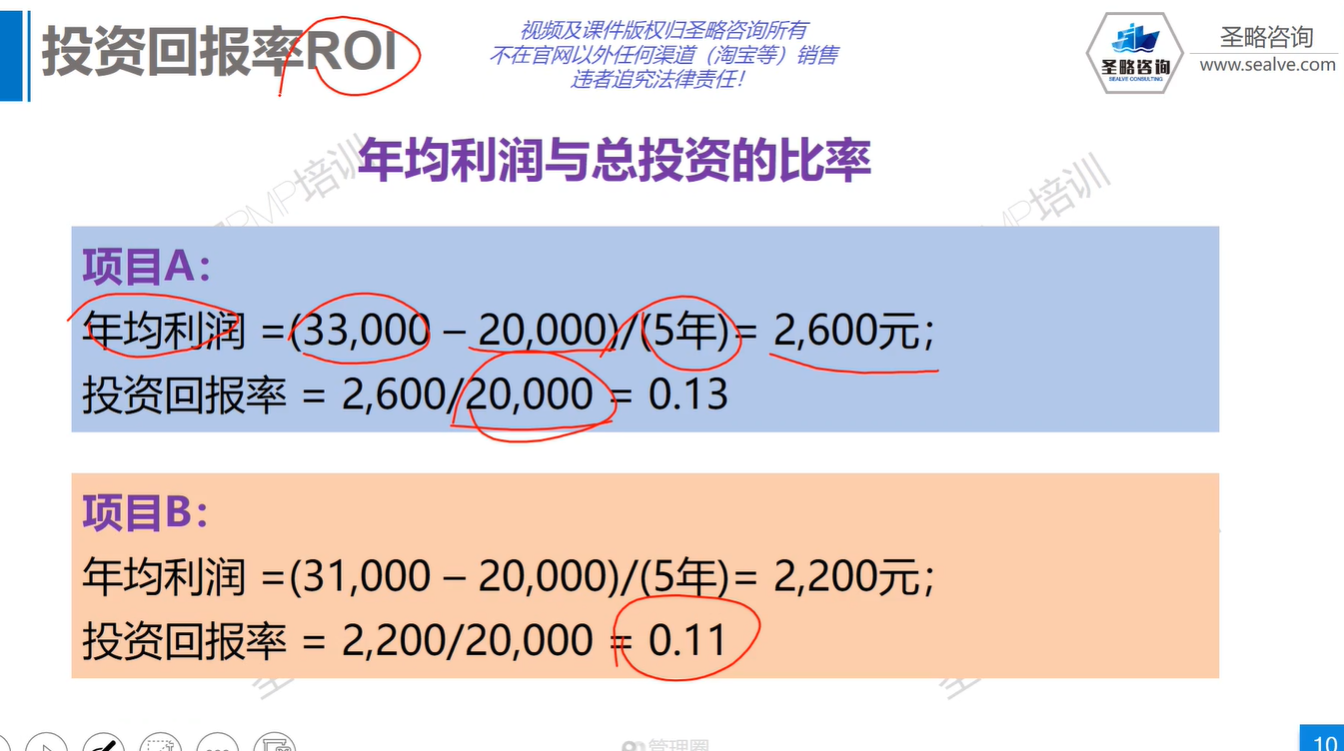 投资回报率ROI
视频及课件版权归圣略咨询所有
不在官网以外任何渠道（淘宝等）销售
违者追究法律责任！
圣略咨询
SEALVE CONSULTING
圣略咨询
www.sealve.com
年均利润与总投资的比率
PMP培训
PMP培训
项目A：
年均利润 =(33,000 – 20,000)/(5年)= 2,600元；
投资回报率 = 2,600/20,000 = 0.13
项目B：
年均利润 =(31,000 – 20,000)/(5年)= 2,200元；
投资回报率 = 2,200/20,000 = 0.11
圣
圣
管理圈
10